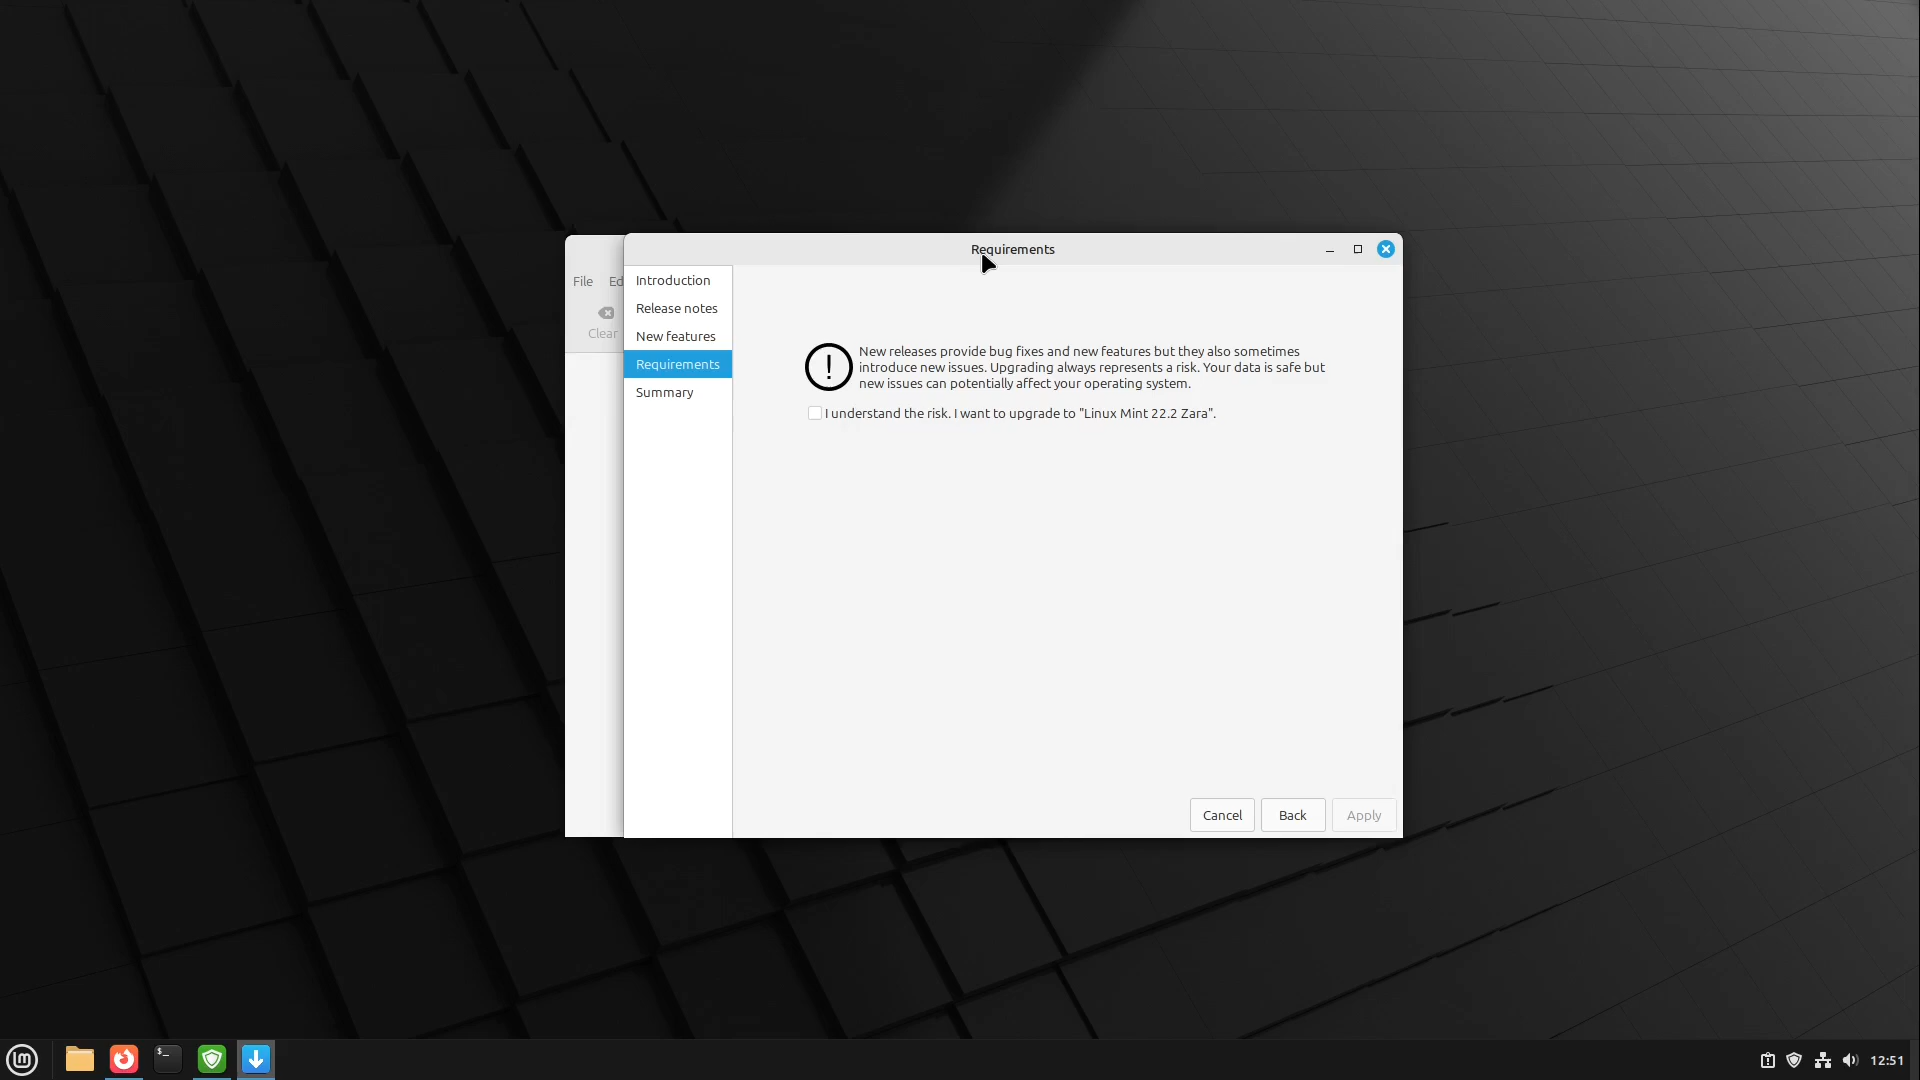 Requirements
File Ed
Clear
Introduction
Release notes
New features
Requirements
Summary
New releases provide bug fixes and new features but they also sometimes
introduce new issues. Upgrading always represents a risk. Your data is safe but
new issues can potentially affect your operating system.
I understand the risk. I want to upgrade to "Linux Mint 22.2 Zara".
Cancel Back Apply
12:51